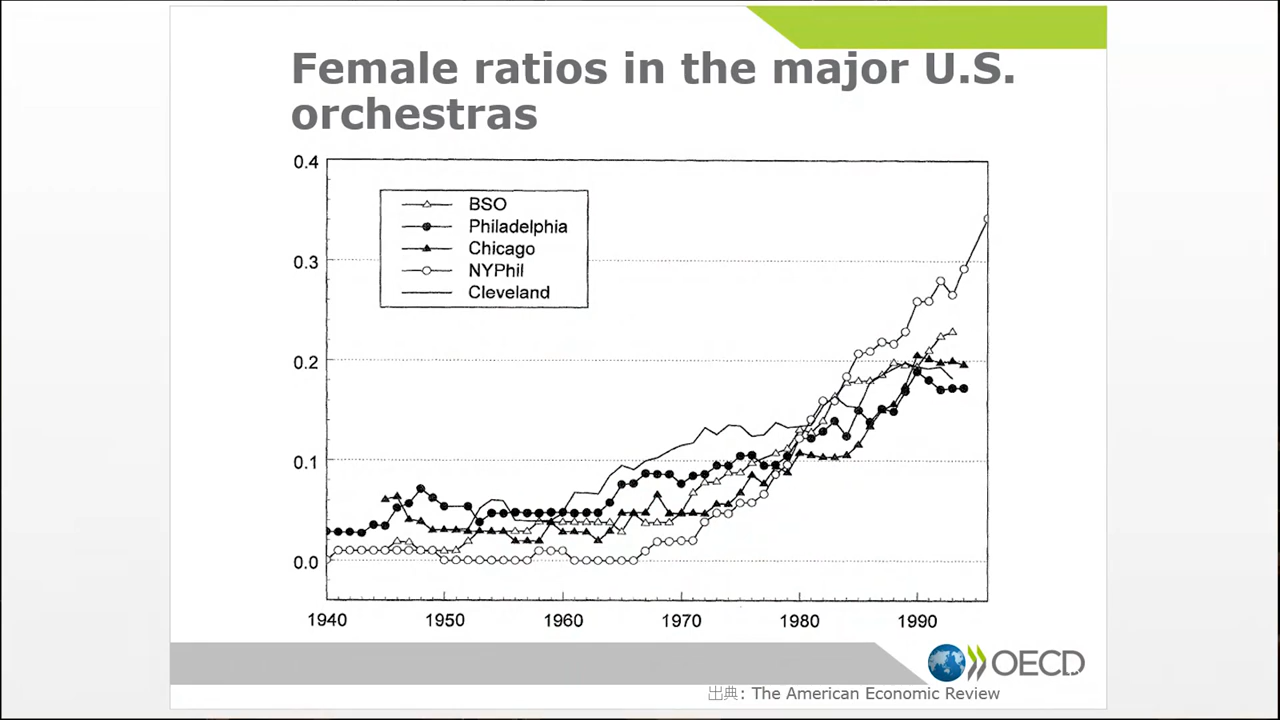 Female ratios in the major U.S.
orchestras
0.4
0.3
0.2
0.1
0.0
BSO
Philadelphia
Chicago
NYPhil
Cleveland
1940 1950 1960 1970 1980 1990
OECD
出典: The American Economic Review